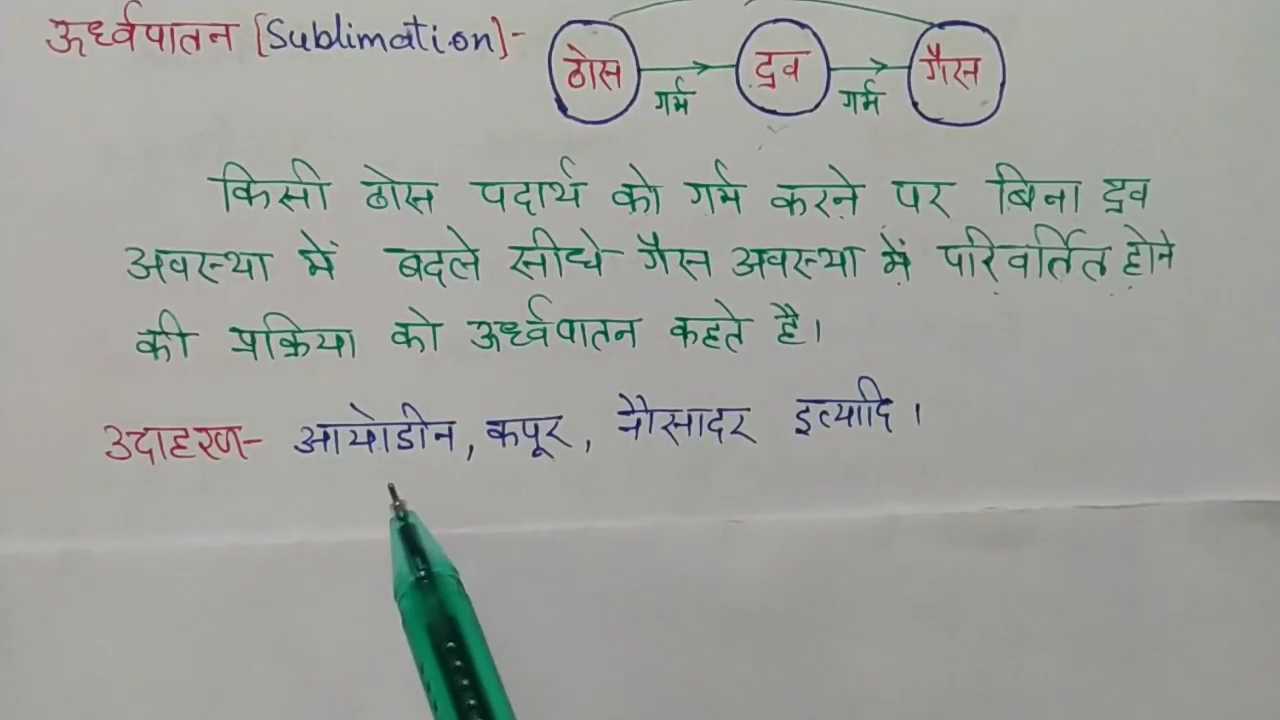 ऊर्ध्वपातन [Sublimation]-
ठोस द्रव गैस
गर्म गर्म
किसी ठोस पदार्थ को गर्म करने पर बिना द्रव
अवस्था में बदले सीधे गैस अवस्था में परिवर्तित होने
की प्रक्रिया को ऊर्ध्वपातन कहते है।
उदाहरण- आयोडीन, कपूर, नौसादर इत्यादि।